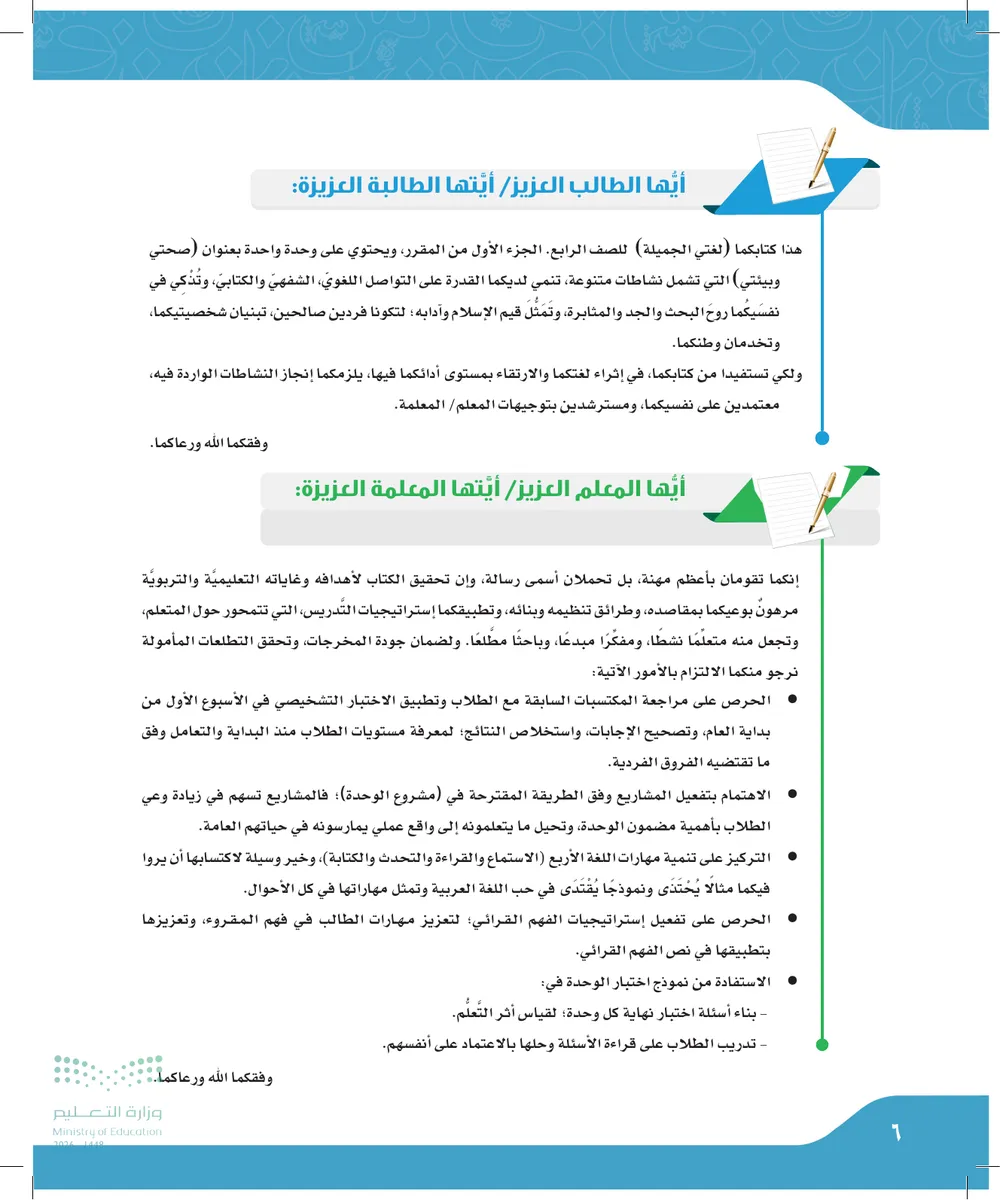 أيُّها الطالب العزيز/ أيَّتها الطالبة العزيزة:
هذا كتابكما (لغتي الجميلة) للصف الرابع. الجزء الأول من المقرر، ويحتوي على وحدة واحدة بعنوان (صحتي
وبيئتي) التي تشمل نشاطات متنوعة، تنمي لديكما القدرة على التواصل اللغويّ، الشفهيّ والكتابيّ، وتُذْكِي في
نفسَيكُما روحَ البحث والجد والمثابرة، وتَمَثُّلَ قيم الإسلام وآدابه؛ لتكونا فردين صالحين، تبنيان شخصيتيكما،
وتخدمان وطنكما.
ولكي تستفيدا من كتابكما، في إثراء لغتكما والارتقاء بمستوى أدائكما فيها، يلزمكما إنجاز النشاطات الواردة فيه،
معتمدين على نفسيكما، ومسترشدين بتوجيهات المعلم/ المعلمة.
وفقكما الله ورعاكما.
أيُّها المعلم العزيز/ أيَّتها المعلمة العزيزة:
إنكما تقومان بأعظم مهنة، بل تحملان أسمى رسالة، وإن تحقيق الكتاب لأهدافه وغاياته التعليميَّة والتربويَّة
مرهونٌ بوعيكما بمقاصده، وطرائق تنظيمه وبنائه، وتطبيقكما إستراتيجيات التَّدريس، التي تتمحور حول المتعلم،
وتجعل منه متعلِّمًا نشطًا، ومفكِّرًا مبدعًا، وباحثًا مطَّلعًا. ولضمان جودة المخرجات، وتحقق التطلعات المأمولة
نرجو منكما الالتزام بالأمور الآتية:
● الحرص على مراجعة المكتسبات السابقة مع الطلاب وتطبيق الاختبار التشخيصي في الأسبوع الأول من
بداية العام، وتصحيح الإجابات، واستخلاص النتائج؛ لمعرفة مستويات الطلاب منذ البداية والتعامل وفق
ما تقتضيه الفروق الفردية.
● الاهتمام بتفعيل المشاريع وفق الطريقة المقترحة في (مشروع الوحدة)؛ فالمشاريع تسهم في زيادة وعي
الطلاب بأهمية مضمون الوحدة، وتحيل ما يتعلمونه إلى واقع عملي يمارسونه في حياتهم العامة.
● التركيز على تنمية مهارات اللغة الأربع (الاستماع والقراءة والتحدث والكتابة)، وخير وسيلة لاكتسابها أن يروا
فيكما مثالًا يُحْتَذَى ونموذجًا يُقْتَدَى في حب اللغة العربية وتمثل مهاراتها في كل الأحوال.
● الحرص على تفعيل إستراتيجيات الفهم القرائي؛ لتعزيز مهارات الطالب في فهم المقروء، وتعزيزها
بتطبيقها في نص الفهم القرائي.
● الاستفادة من نموذج اختبار الوحدة في:
- بناء أسئلة اختبار نهاية كل وحدة؛ لقياس أثر التَّعلُّم.
- تدريب الطلاب على قراءة الأسئلة وحلها بالاعتماد على أنفسهم.
وفقكما الله ورعاكما.
وزارة التعـــليم
Ministry of Education
2026 - 1448
٦